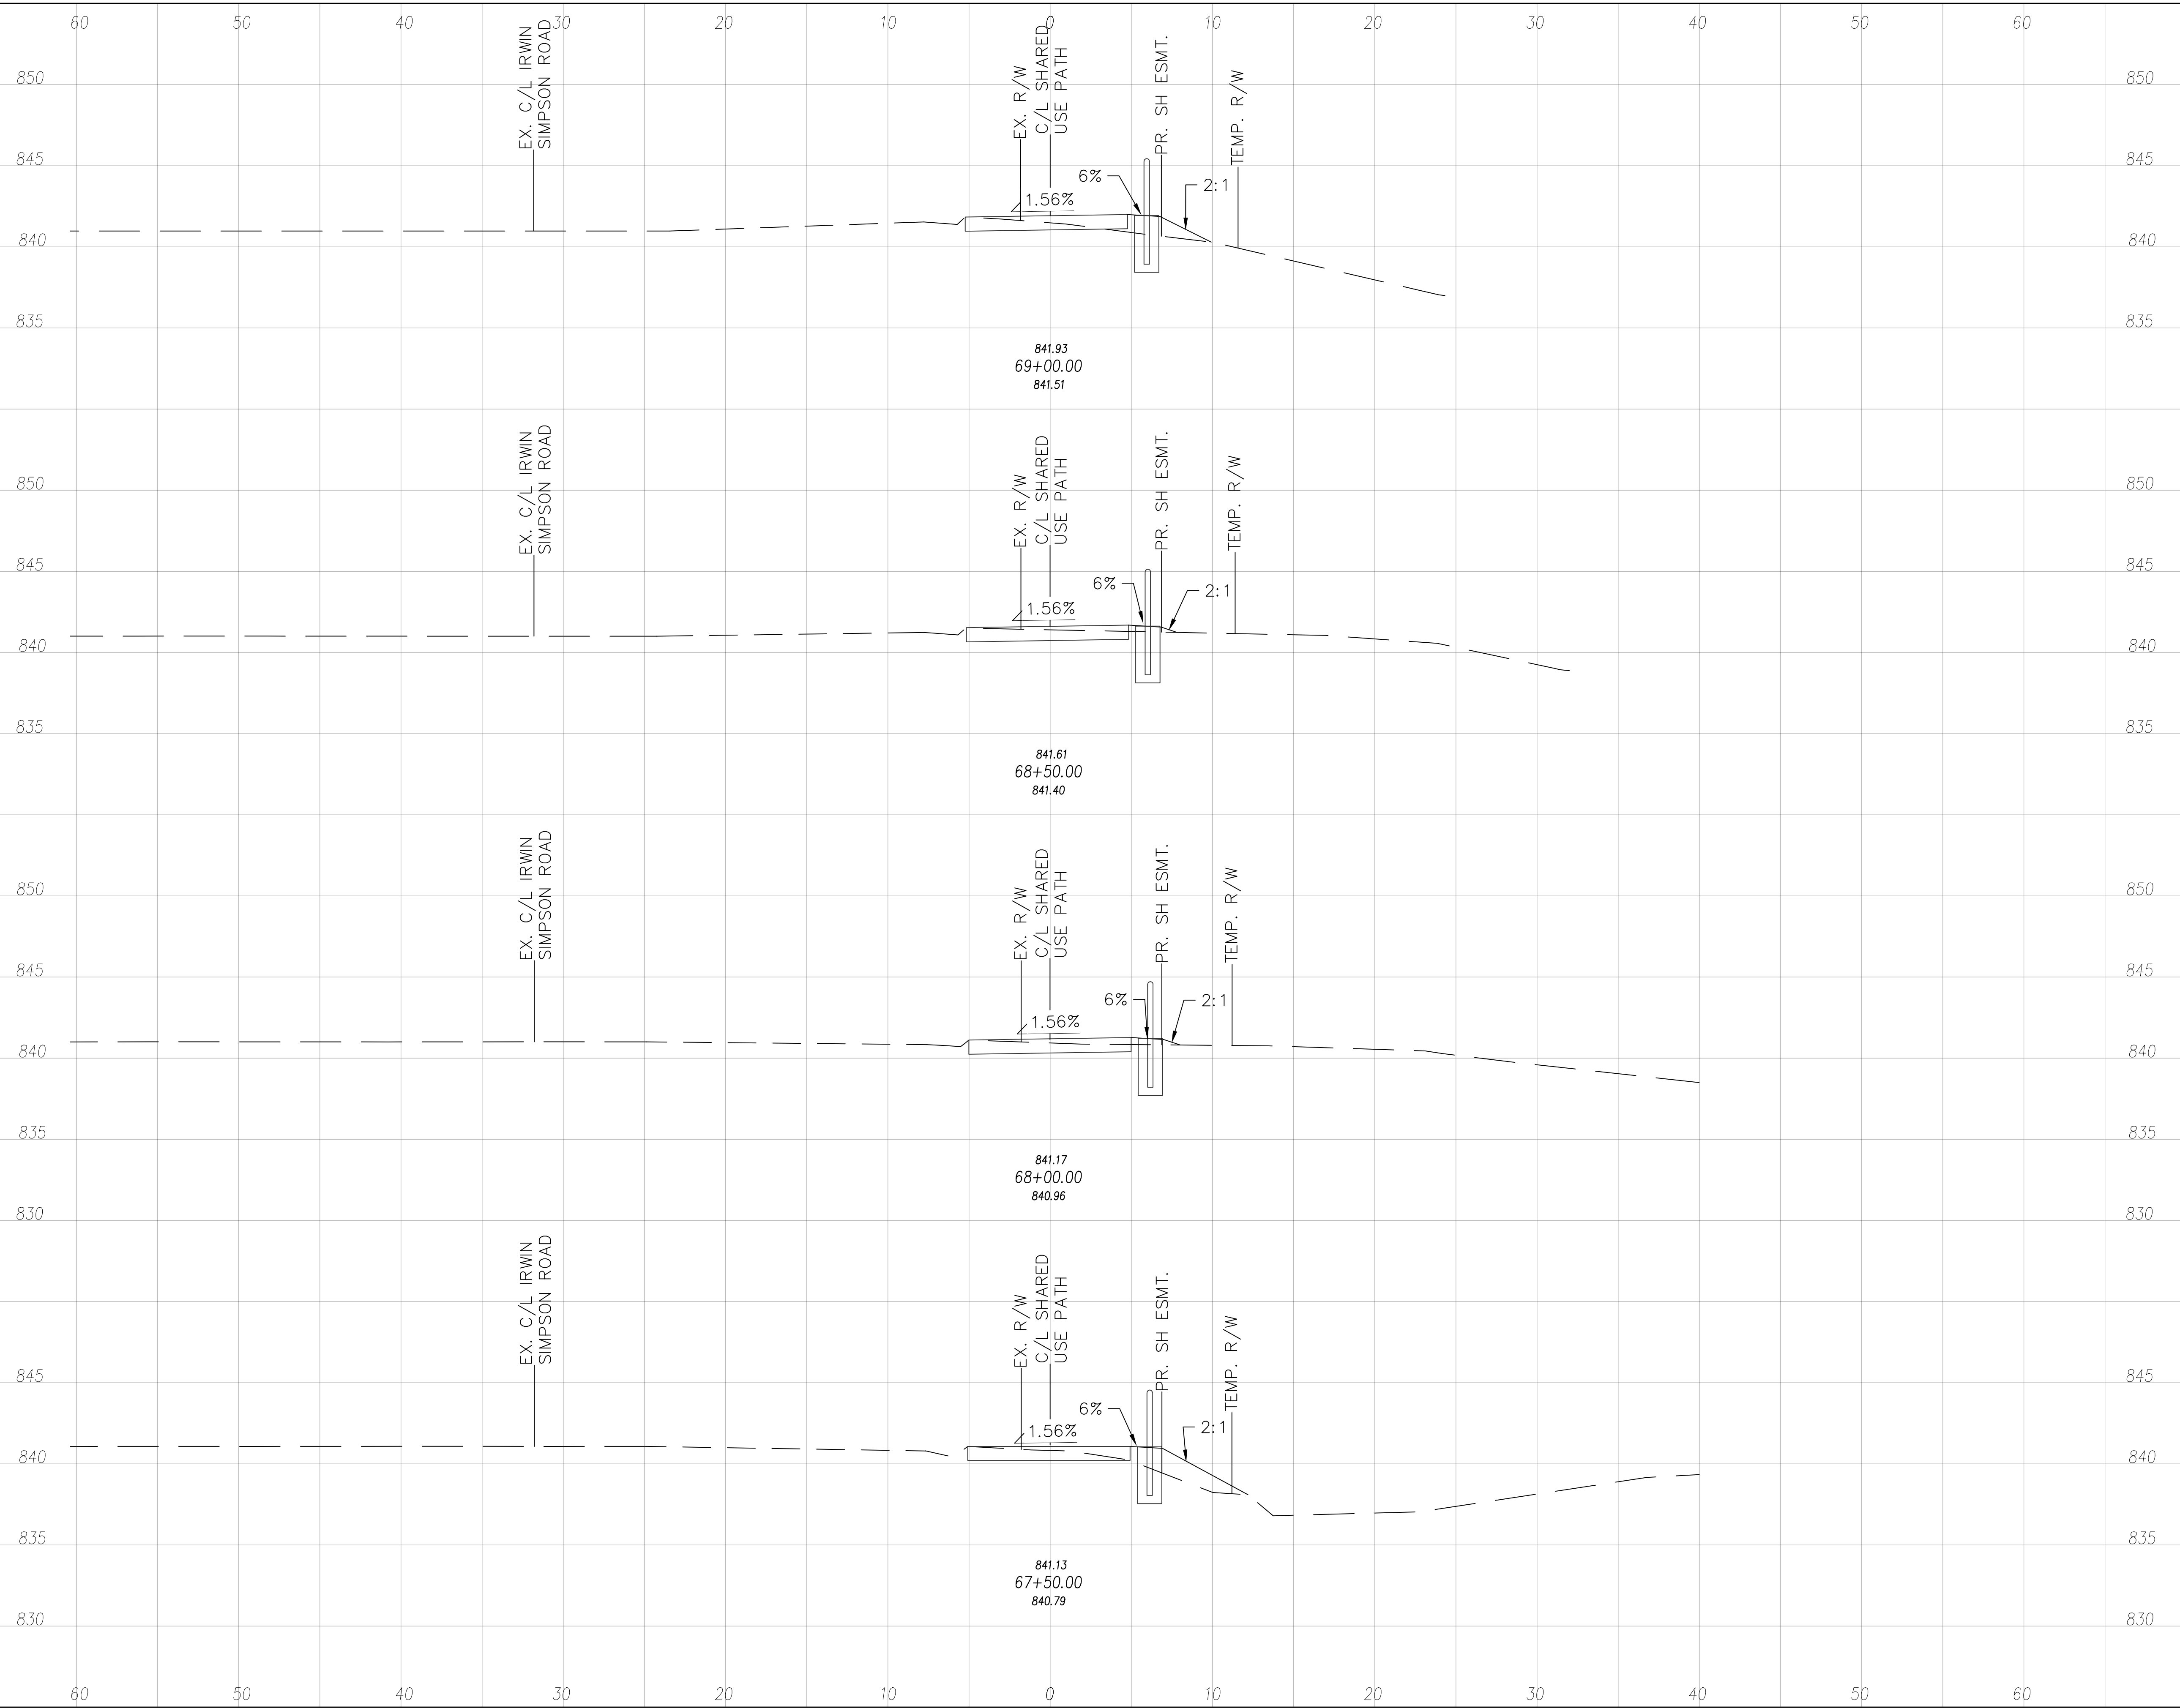 60 50 40 30 20 10 0 10 20 30 40 50 60
EX. C/L IRWIN
SIMPSON ROAD
EX. R/W
C/L SHARED
USE PATH
PR. SH ESMT.
TEMP. R/W
850 850
845 845
6%
2:1
1.56%
840 840
835 835
841.93
69+00.00
841.51
EX. C/L IRWIN
SIMPSON ROAD
EX. R/W
C/L SHARED
USE PATH
PR. SH ESMT.
TEMP. R/W
850 850
845 845
6%
2:1
1.56%
840 840
835 835
841.61
68+50.00
841.40
EX. C/L IRWIN
SIMPSON ROAD
EX. R/W
C/L SHARED
USE PATH
PR. SH ESMT.
TEMP. R/W
850 850
845 845
6%
2:1
1.56%
840 840
835 835
841.17
68+00.00
840.96
830 830
EX. C/L IRWIN
SIMPSON ROAD
EX. R/W
C/L SHARED
USE PATH
PR. SH ESMT.
TEMP. R/W
845 845
6%
2:1
1.56%
840 840
835 835
841.13
67+50.00
840.79
830 830
60 50 40 30 20 10 0 10 20 30 40 50 60